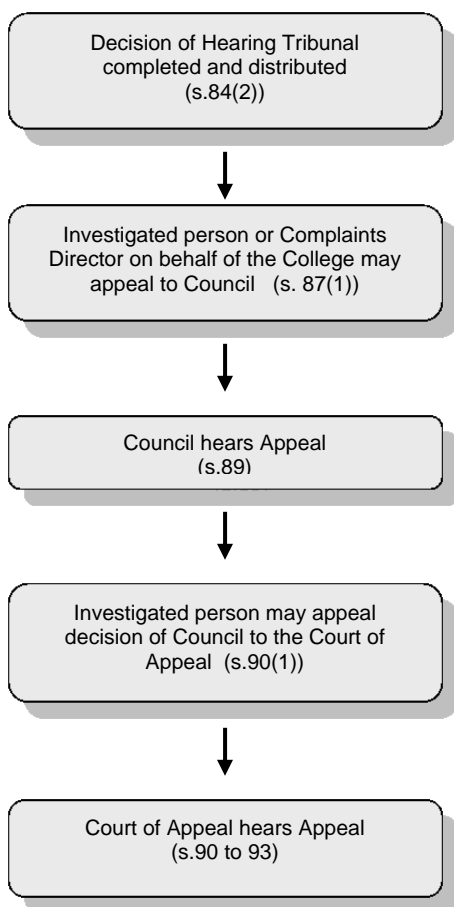 Decision of Hearing Tribunal
completed and distributed
(s.84(2))
Investigated person or Complaints
Director on behalf of the College may
appeal to Council (s. 87(1))
Council hears Appeal
(s.89)
Investigated person may appeal
decision of Council to the Court of
Appeal (s.90(1))
Court of Appeal hears Appeal
(s.90 to 93)